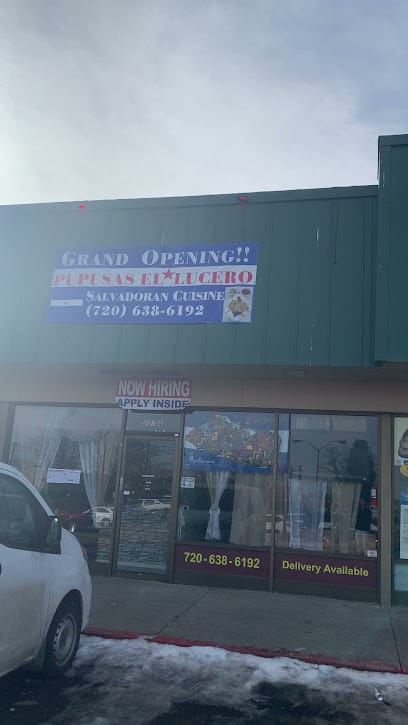 GRAND OPENING!!
PUPUSAS EL★LUCERO
SALVADORAN CUISINE
(720) 638-6192
NOW HIRING
APPLY INSIDE
720-638-6192
Delivery Available